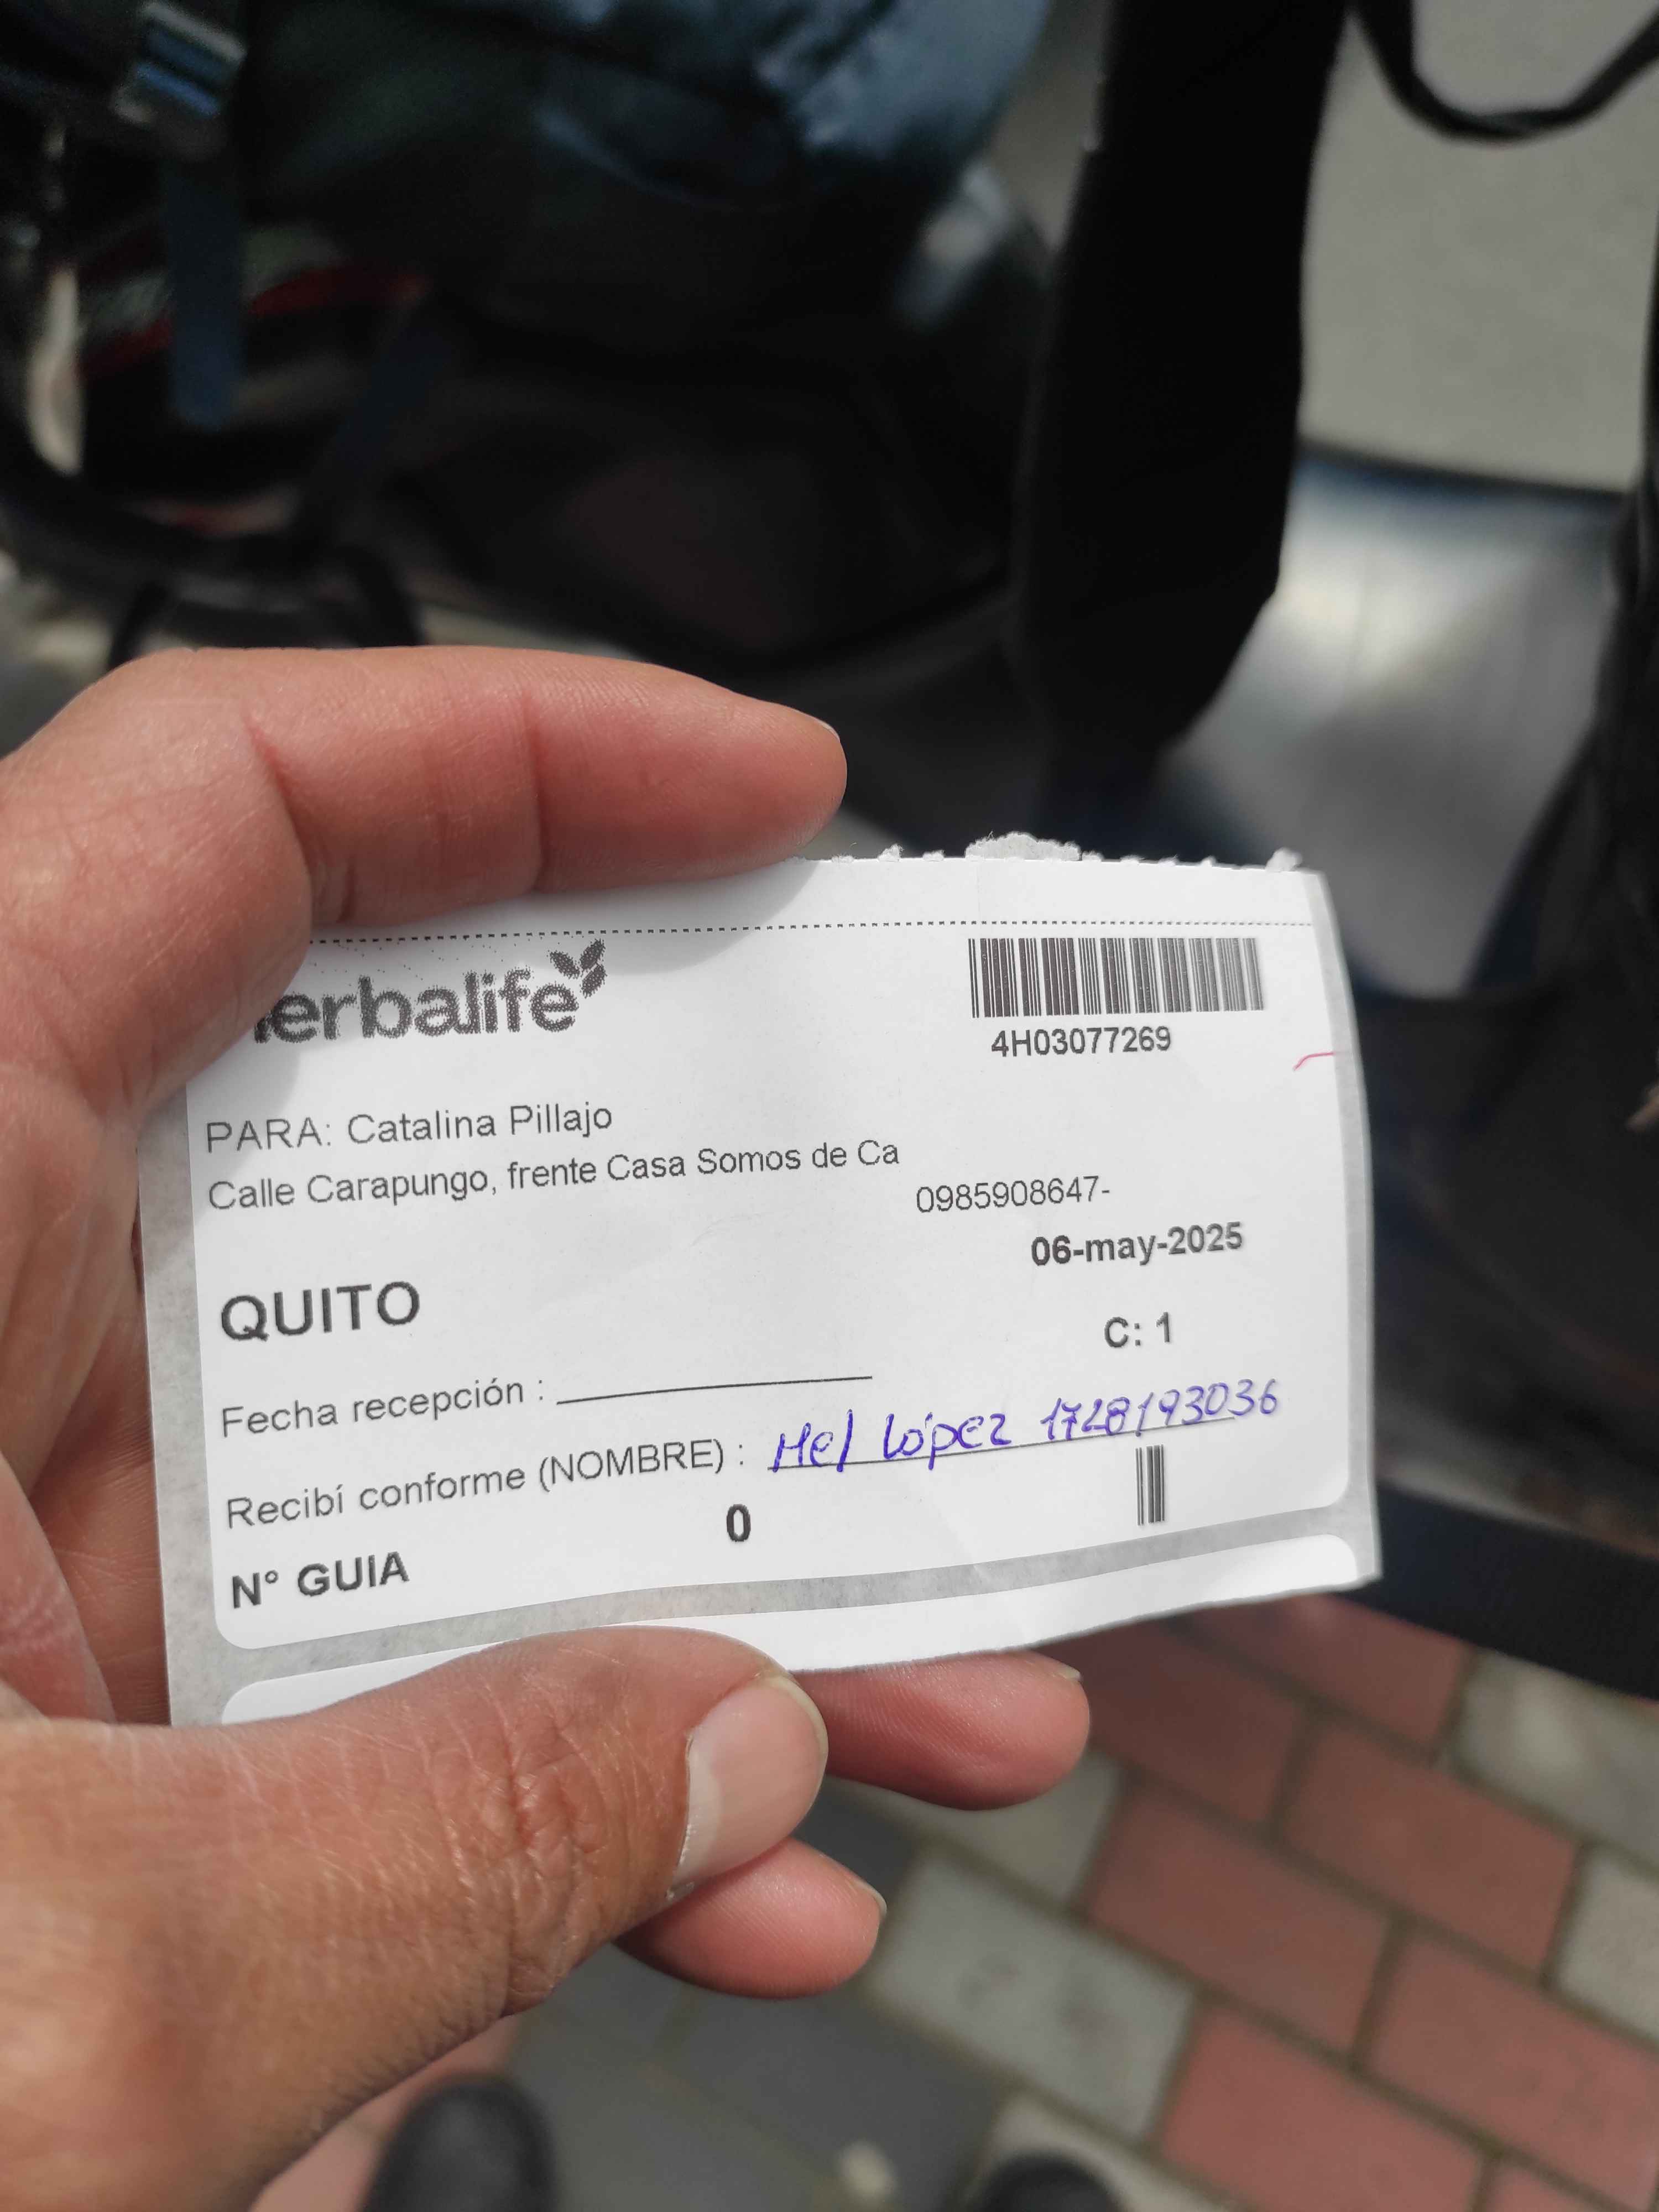 erbalife
4H03077269
PARA: Catalina Pillajo
Calle Carapungo, frente Casa Somos de Ca
0985908647-
06-may-2025
QUITO
C: 1
Fecha recepción :
Recibí conforme (NOMBRE) : Mel López 1728193036
N° GUIA 0